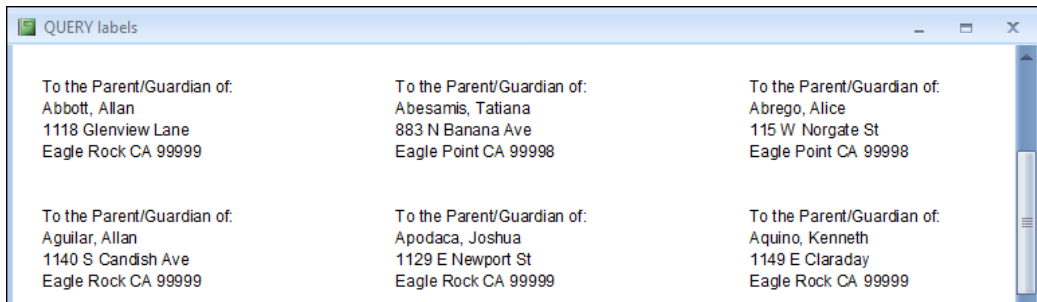 QUERY labels
To the Parent/Guardian of:
Abbott, Allan
1118 Glenview Lane
Eagle Rock CA 99999
To the Parent/Guardian of:
Abesamis, Tatiana
883 N Banana Ave
Eagle Point CA 99998
To the Parent/Guardian of:
Abrego, Alice
115 W Norgate St
Eagle Point CA 99998
To the Parent/Guardian of:
Aguilar, Allan
1140 S Candish Ave
Eagle Rock CA 99999
To the Parent/Guardian of:
Apodaca, Joshua
1129 E Newport St
Eagle Rock CA 99999
To the Parent/Guardian of:
Aquino, Kenneth
1149 E Claraday
Eagle Rock CA 99999